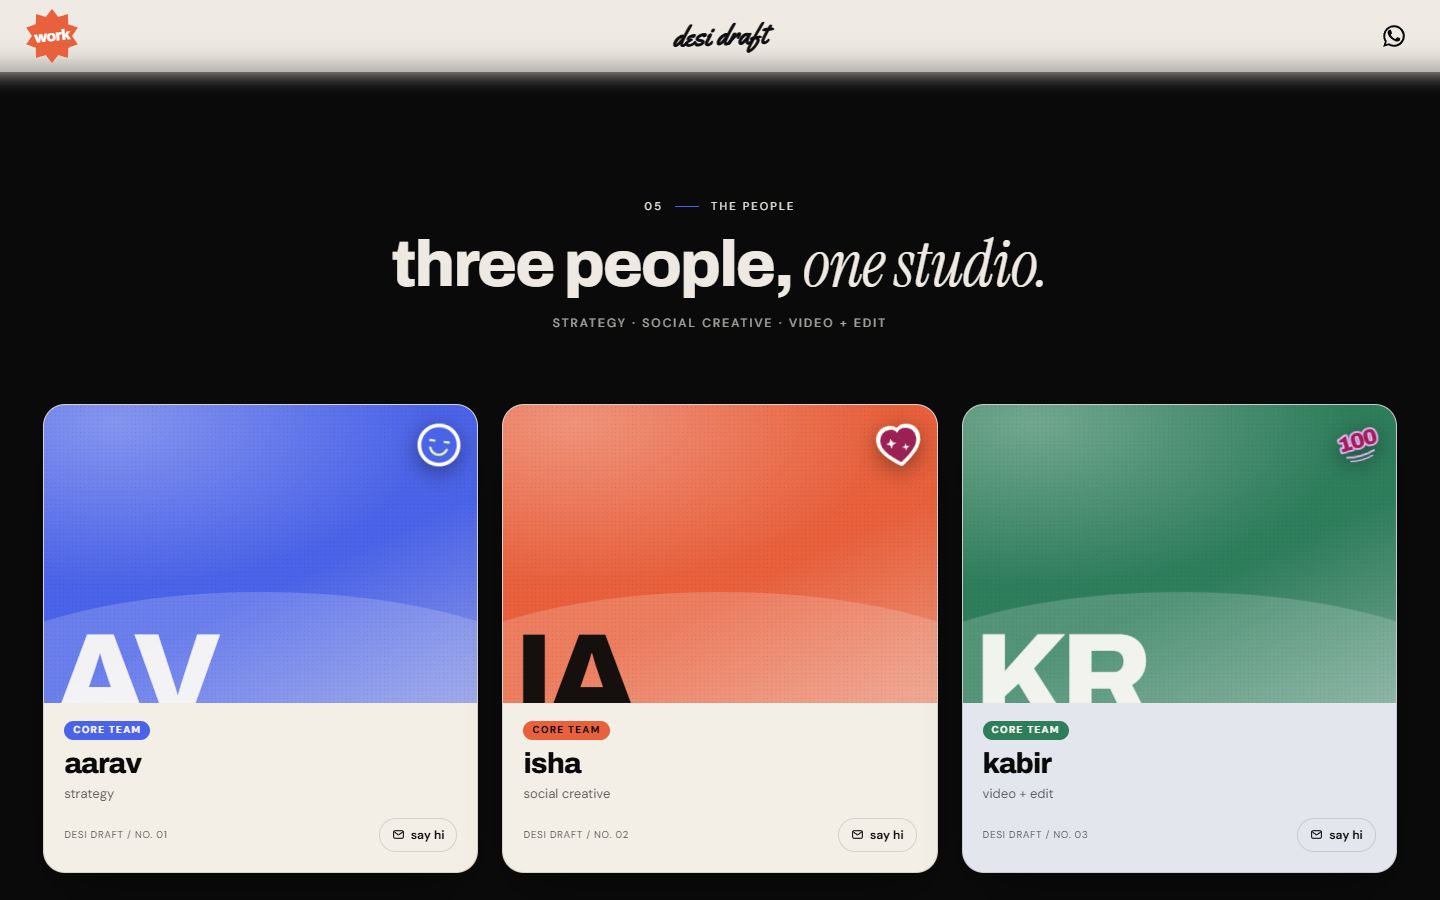 work
desi draft
05 — THE PEOPLE
three people, one studio.
STRATEGY · SOCIAL CREATIVE · VIDEO + EDIT
100
AV
IA
KR
CORE TEAM
aarav
strategy
DESI DRAFT / NO. 01
say hi
CORE TEAM
isha
social creative
DESI DRAFT / NO. 02
say hi
CORE TEAM
kabir
video + edit
DESI DRAFT / NO. 03
say hi